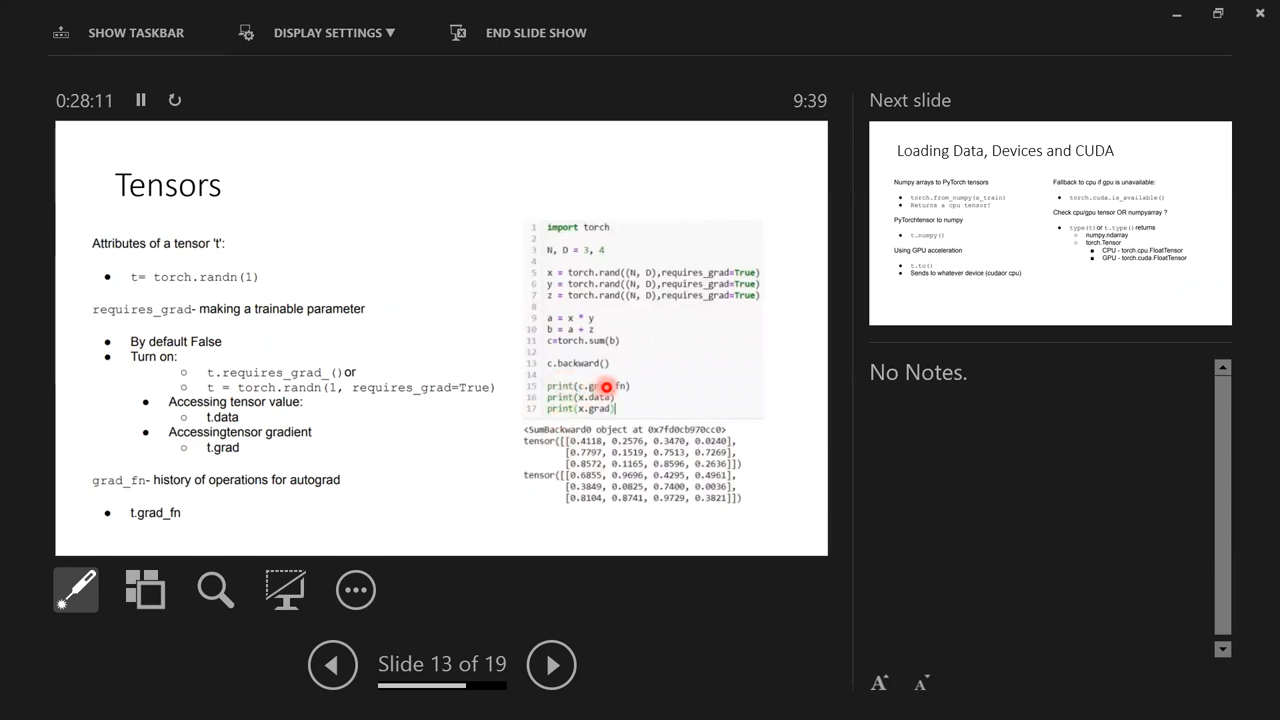 SHOW TASKBAR
DISPLAY SETTINGS ▼
END SLIDE SHOW
0:28:11
9:39
Tensors
Attributes of a tensor 't':
● t= torch.randn(1)
requires_grad- making a trainable parameter
● By default False
● Turn on:
○ t.requires_grad_() or
○ t = torch.randn(1, requires_grad=True)
● Accessing tensor value:
○ t.data
● Accessingtensor gradient
○ t.grad
grad_fn- history of operations for autograd
● t.grad_fn
1 import torch
2
3 N, D = 3, 4
4
5 x = torch.rand((N, D),requires_grad=True)
6 y = torch.rand((N, D),requires_grad=True)
7 z = torch.rand((N, D),requires_grad=True)
8
9 a = x * y
10 b = a + z
11 c=torch.sum(b)
12
13 c.backward()
14
15 print(c.gr fn)
16 print(x.data)
17 print(x.grad)
<SumBackward0 object at 0x7fd0cb970cc0>
tensor([[0.4118, 0.2576, 0.3470, 0.0240],
[0.7797, 0.1519, 0.7513, 0.7269],
[0.8572, 0.1165, 0.8596, 0.2636]])
tensor([[0.6855, 0.9696, 0.4295, 0.4961],
[0.3849, 0.0825, 0.7400, 0.0036],
[0.8104, 0.8741, 0.9729, 0.3821]])
Slide 13 of 19
Next slide
Loading Data, Devices and CUDA
Numpy arrays to PyTorch tensors
● torch.from_numpy(x_train)
● Returns a cpu tensor!
PyTorchtensor to numpy
● t.numpy()
Using GPU acceleration
● t.to()
● Sends to whatever device (cudaor cpu)
Fallback to cpu if gpu is unavailable:
● torch.cuda.is_available()
Check cpu/gpu tensor OR numpyarray ?
● type(t) or t.type() returns
○ numpy.ndarray
○ torch.Tensor
■ CPU - torch.cpu.FloatTensor
■ GPU - torch.cuda.FloatTensor
No Notes.
A A